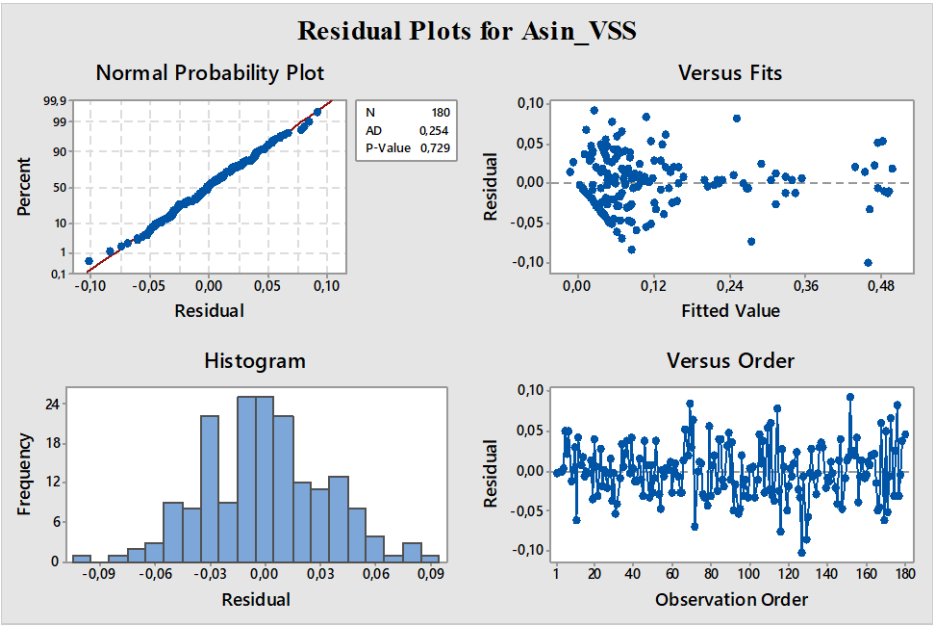 Residual Plots for Asin_VSS
Normal Probability Plot
99,9
99
90
50
10
1
0,1
Percent
-0,10 -0,05 0,00 0,05 0,10
Residual
N 180
AD 0,254
P-Value 0,729
Versus Fits
0,10
0,05
0,00
-0,05
-0,10
Residual
0,00 0,12 0,24 0,36 0,48
Fitted Value
Histogram
24
18
12
6
0
Frequency
-0,09 -0,06 -0,03 0,00 0,03 0,06 0,09
Residual
Versus Order
0,10
0,05
0,00
-0,05
-0,10
Residual
1 20 40 60 80 100 120 140 160 180
Observation Order